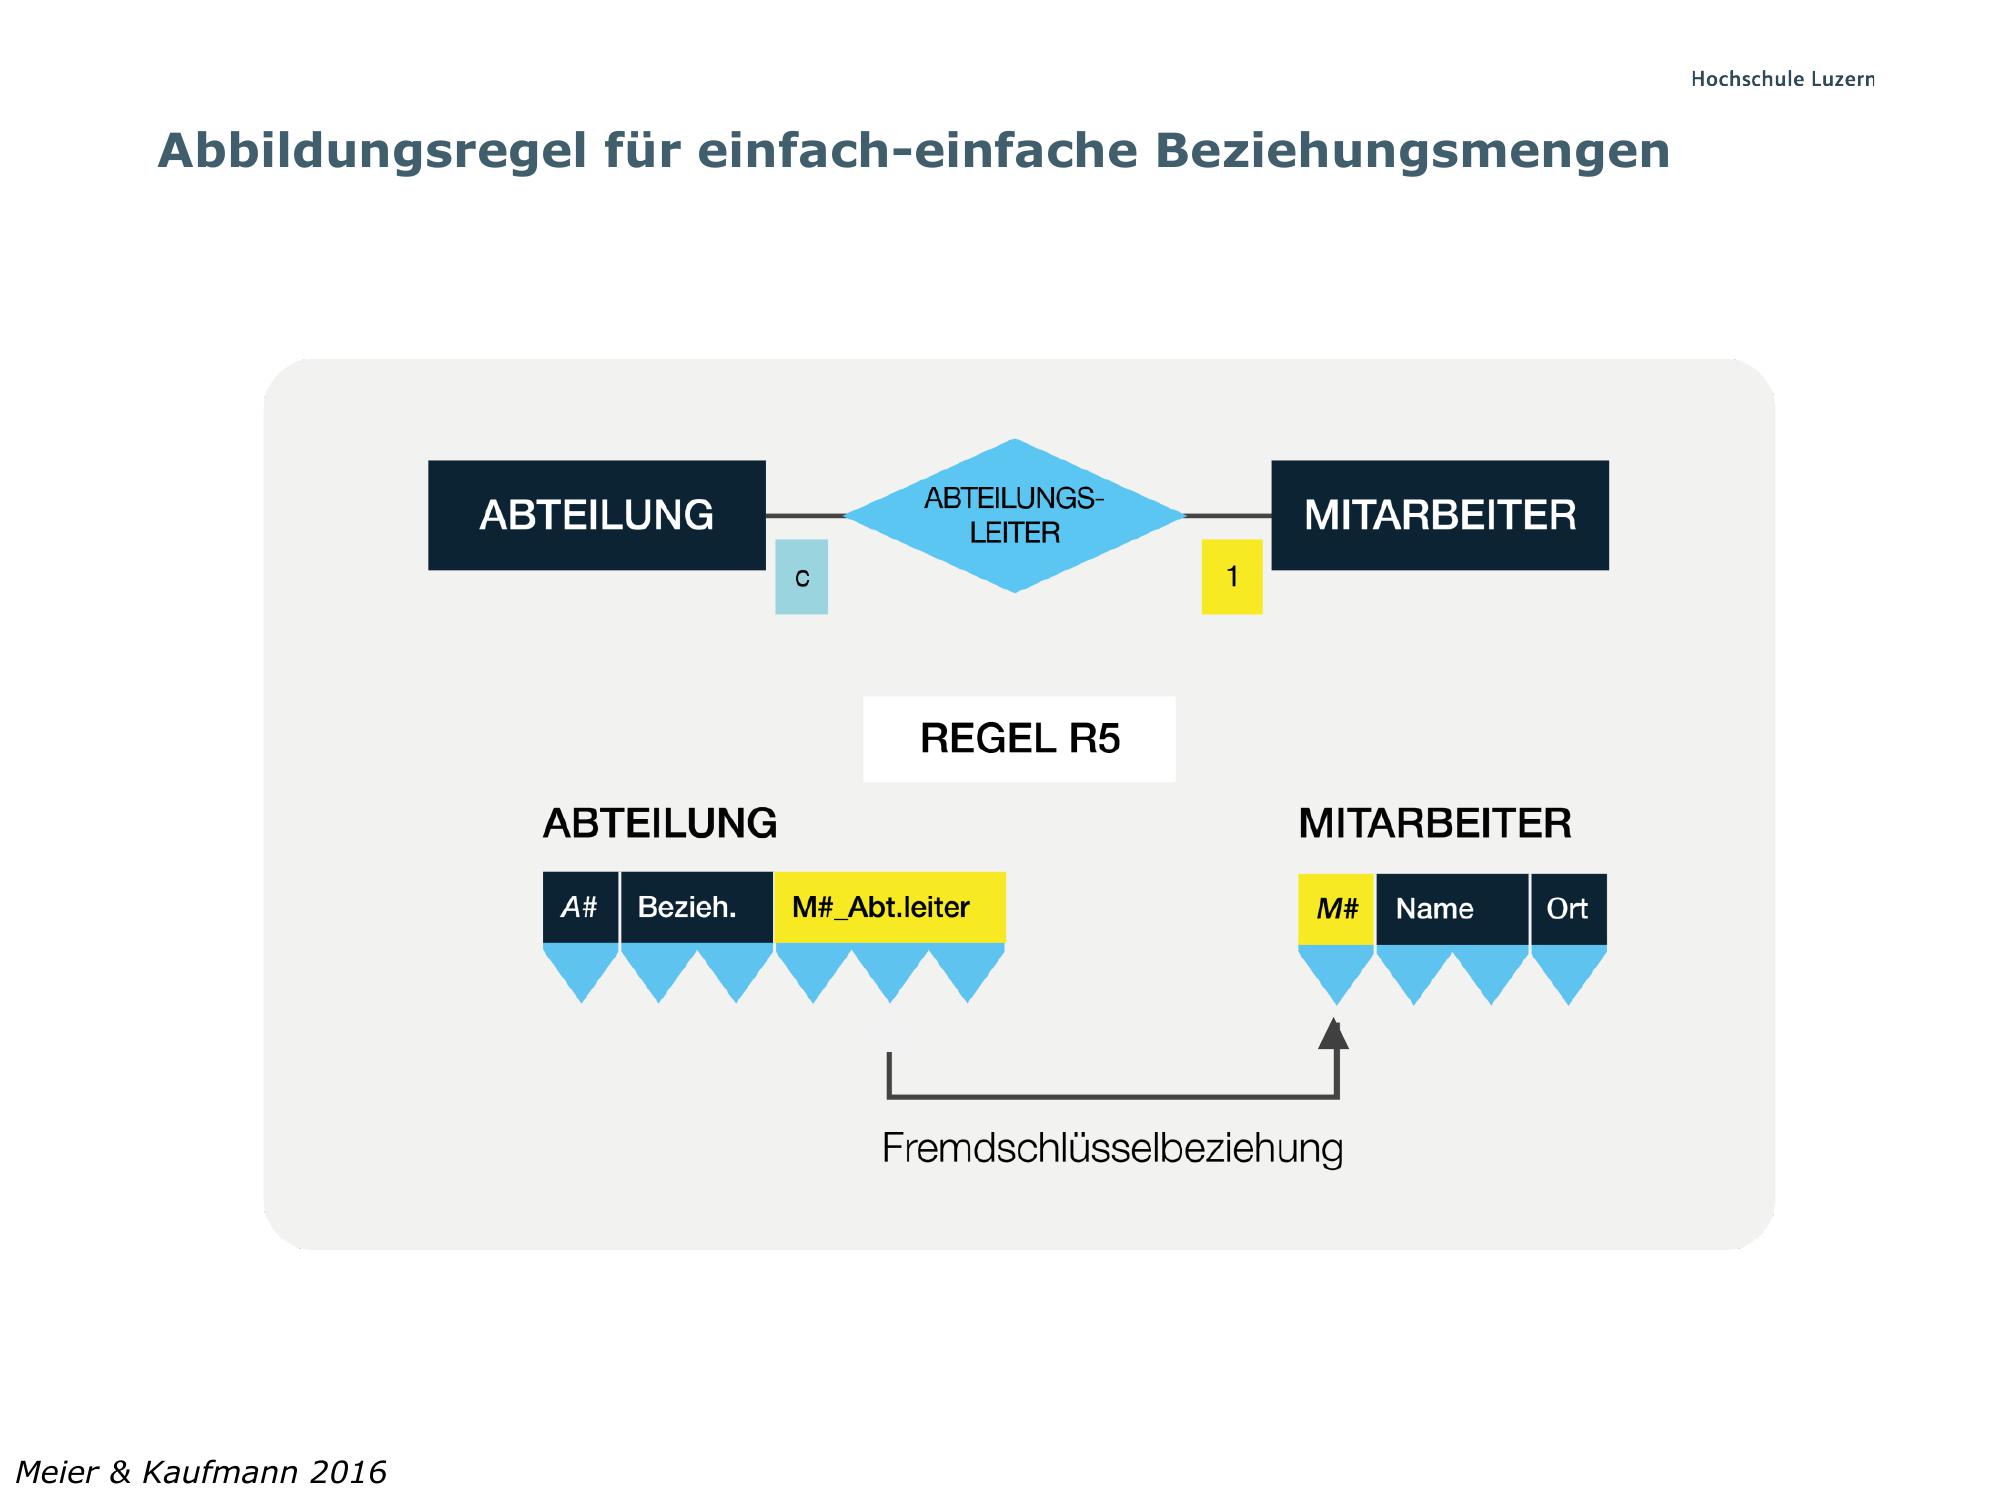 Hochschule Luzern
Abbildungsregel für einfach-einfache Beziehungsmengen
ABTEILUNG
ABTEILUNGS-
LEITER
MITARBEITER
c
1
REGEL R5
ABTEILUNG
A# Bezieh. M#_Abt.leiter
MITARBEITER
M# Name Ort
Fremdschlüsselbeziehung
Meier & Kaufmann 2016